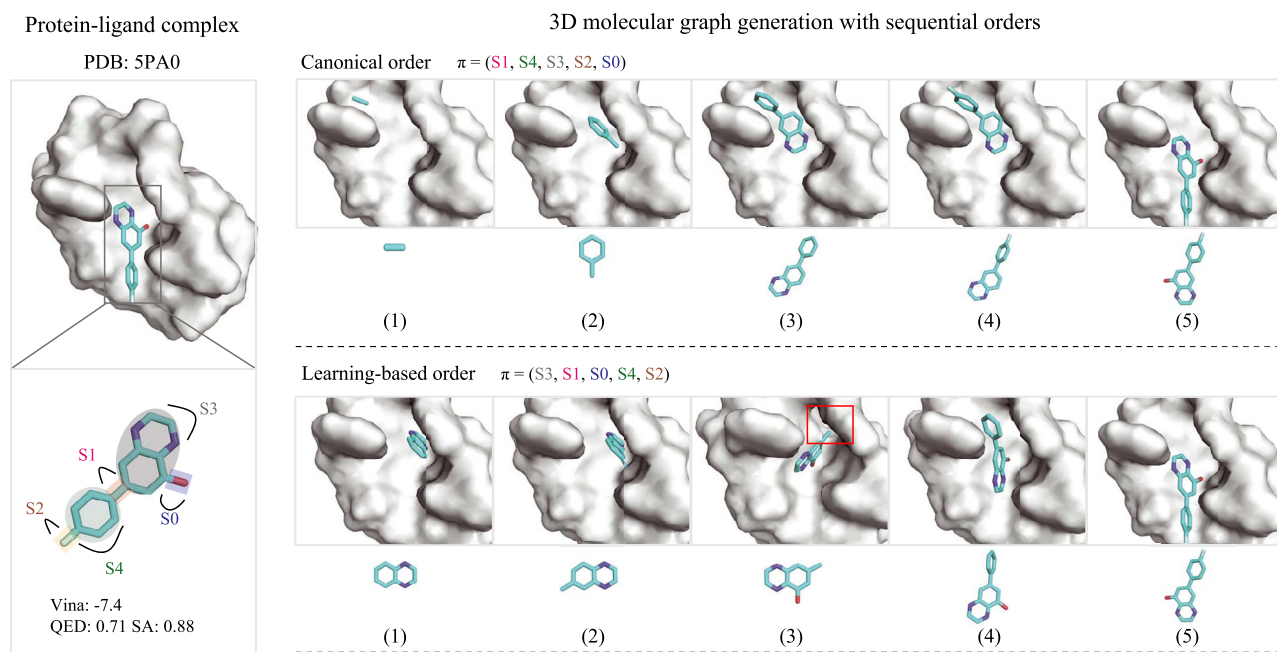 Protein-ligand complex
PDB: 5PA0
S3
S1
S2
S0
S4
Vina: -7.4
QED: 0.71 SA: 0.88
3D molecular graph generation with sequential orders
Canonical order π = (S1, S4, S3, S2, S0)
(1) (2) (3) (4) (5)
Learning-based order π = (S3, S1, S0, S4, S2)
(1) (2) (3) (4) (5)